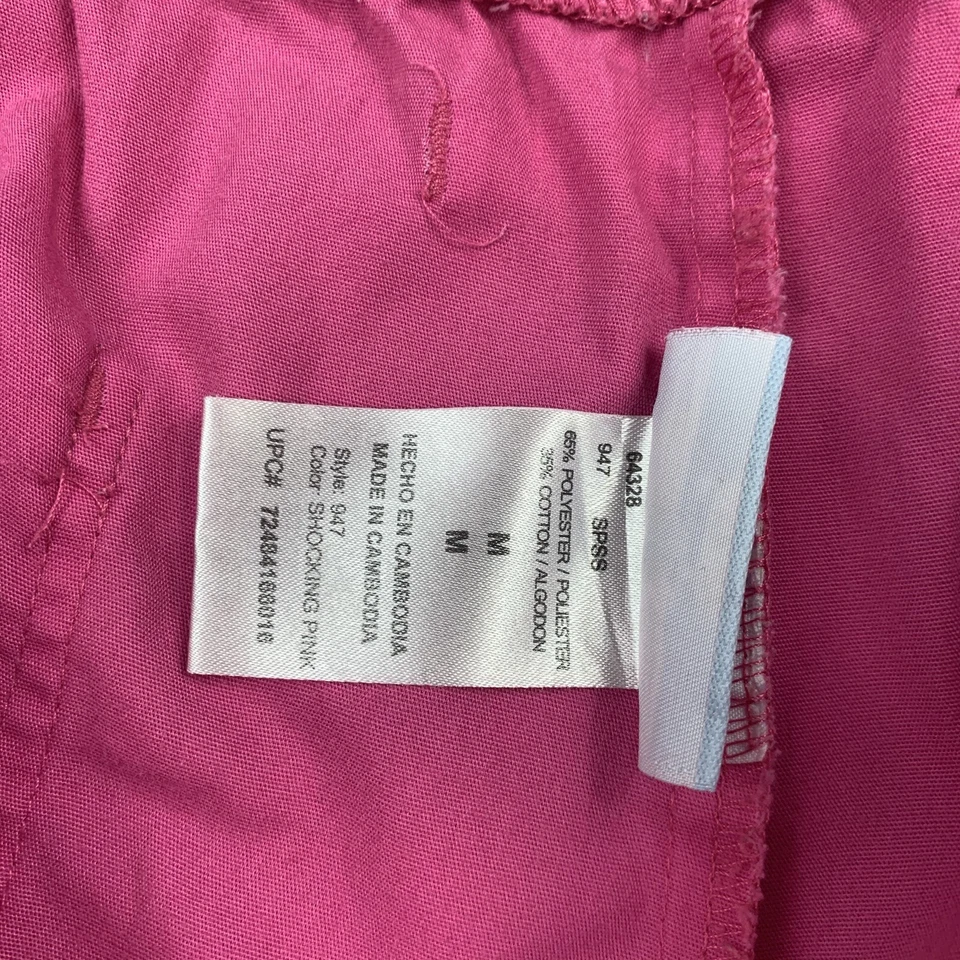 64328
947 SPSS
65% POLYESTER / POLIESTER
35% COTTON / ALGODON
M
M
HECHO EN CAMBODIA
MADE IN CAMBODIA
Style: 947
Color: SHOCKING PINK
UPC# 72484168016